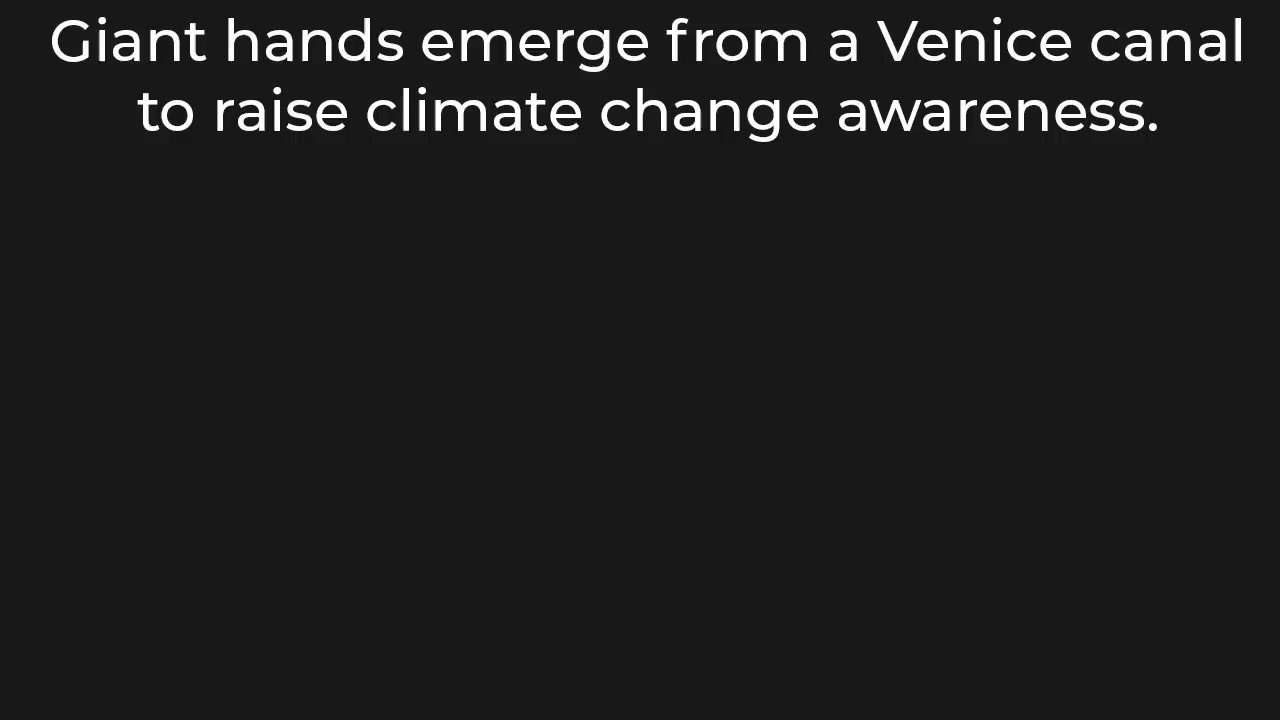 Giant hands emerge from a Venice canal
to raise climate change awareness.